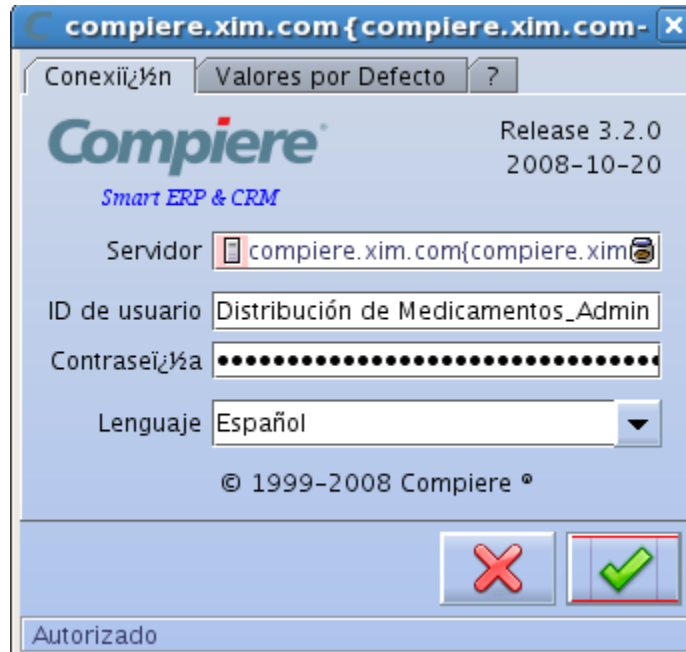 compiere.xim.com{compiere.xim.com-
Conexiï¿½n Valores por Defecto ?
Compiere
Smart ERP & CRM
Release 3.2.0
2008-10-20
Servidor compiere.xim.com{compiere.xim
ID de usuario Distribución de Medicamentos_Admin
Contraseï¿½a ••••••••••••••••••••••••••••••••
Lenguaje Español
© 1999-2008 Compiere ®
Autorizado